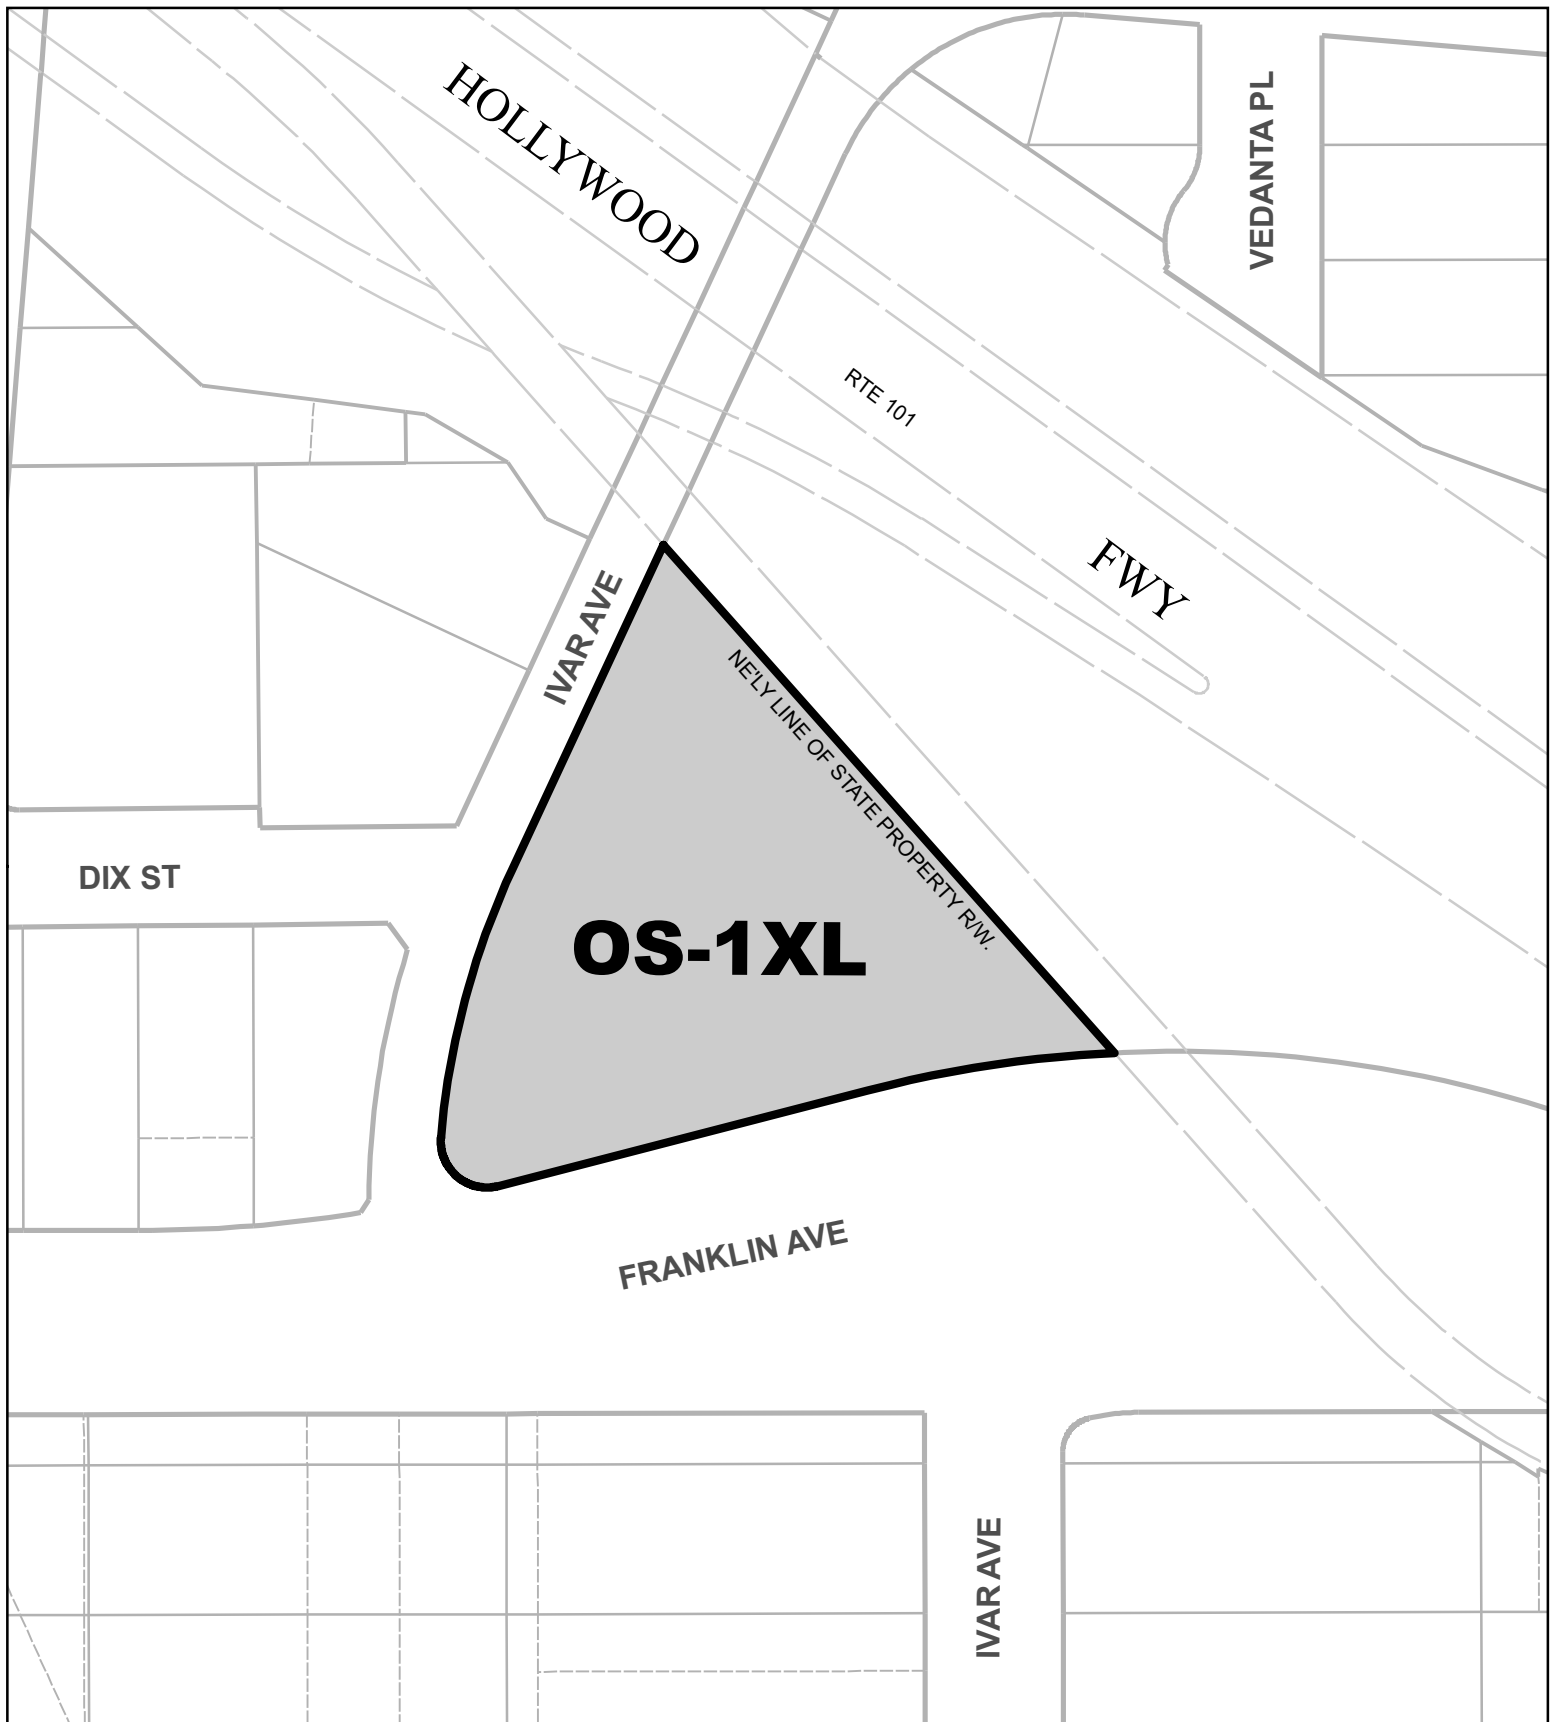 HOLLYWOOD
VEDANTA PL
RTE 101
FWY
IVAR AVE
NE'LY LINE OF STATE PROPERTY R/W.
DIX ST
OS-1XL
FRANKLIN AVE
IVAR AVE